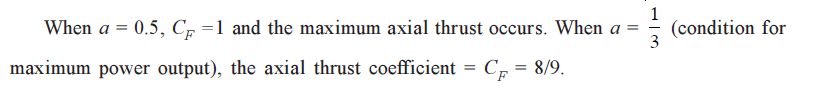 When a = 0.5, C_F =1 and the maximum axial thrust occurs. When a = 1/3 (condition for
maximum power output), the axial thrust coefficient = C_F = 8/9.